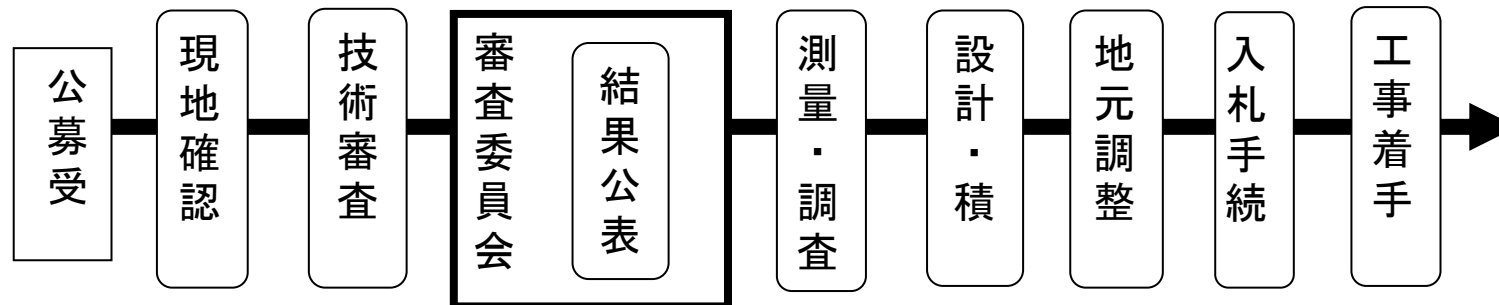 公募受
現地確認
技術審査
審査委員会
結果公表
測量・調査
設計・積
地元調整
入札手続
工事着手